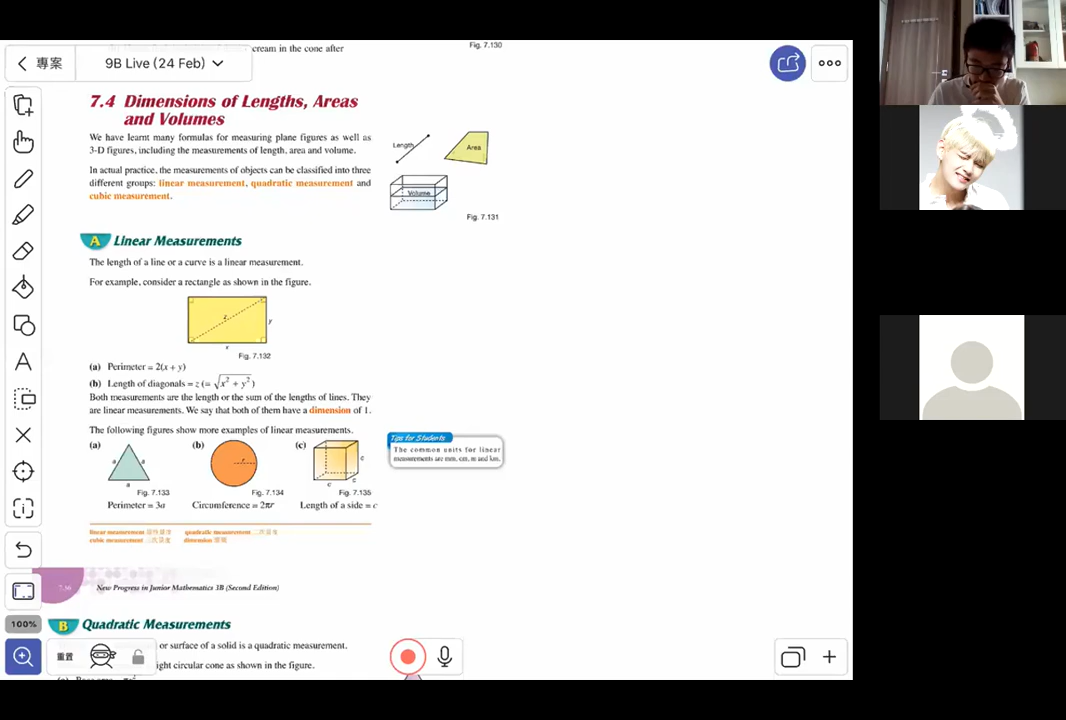 cream in the cone after
Fig. 7.130
專案
9B Live (24 Feb)
7.4 Dimensions of Lengths, Areas
and Volumes
We have learnt many formulas for measuring plane figures as well as
3-D figures, including the measurements of length, area and volume.
In actual practice, the measurements of objects can be classified into three
different groups: linear measurement, quadratic measurement and
cubic measurement.
Length
Area
Volume
Fig. 7.131
A Linear Measurements
The length of a line or a curve is a linear measurement.
For example, consider a rectangle as shown in the figure.
z
y
x
Fig. 7.132
(a) Perimeter = 2(x + y)
(b) Length of diagonals = z (= √x² + y² )
Both measurements are the length or the sum of the lengths of lines. They
are linear measurements. We say that both of them have a dimension of 1.
The following figures show more examples of linear measurements.
(a) (b) (c)
a a a
r
c c c
Fig. 7.133 Fig. 7.134 Fig. 7.135
Perimeter = 3a Circumference = 2πr Length of a side = c
Tips for Students
The common units for linear
measurements are mm, cm, m and km.
linear measurement quadratic measurement
cubic measurement dimension
New Progress in Junior Mathematics 3B (Second Edition)
100%
B Quadratic Measurements
重置
or surface of a solid is a quadratic measurement.
ight circular cone as shown in the figure.